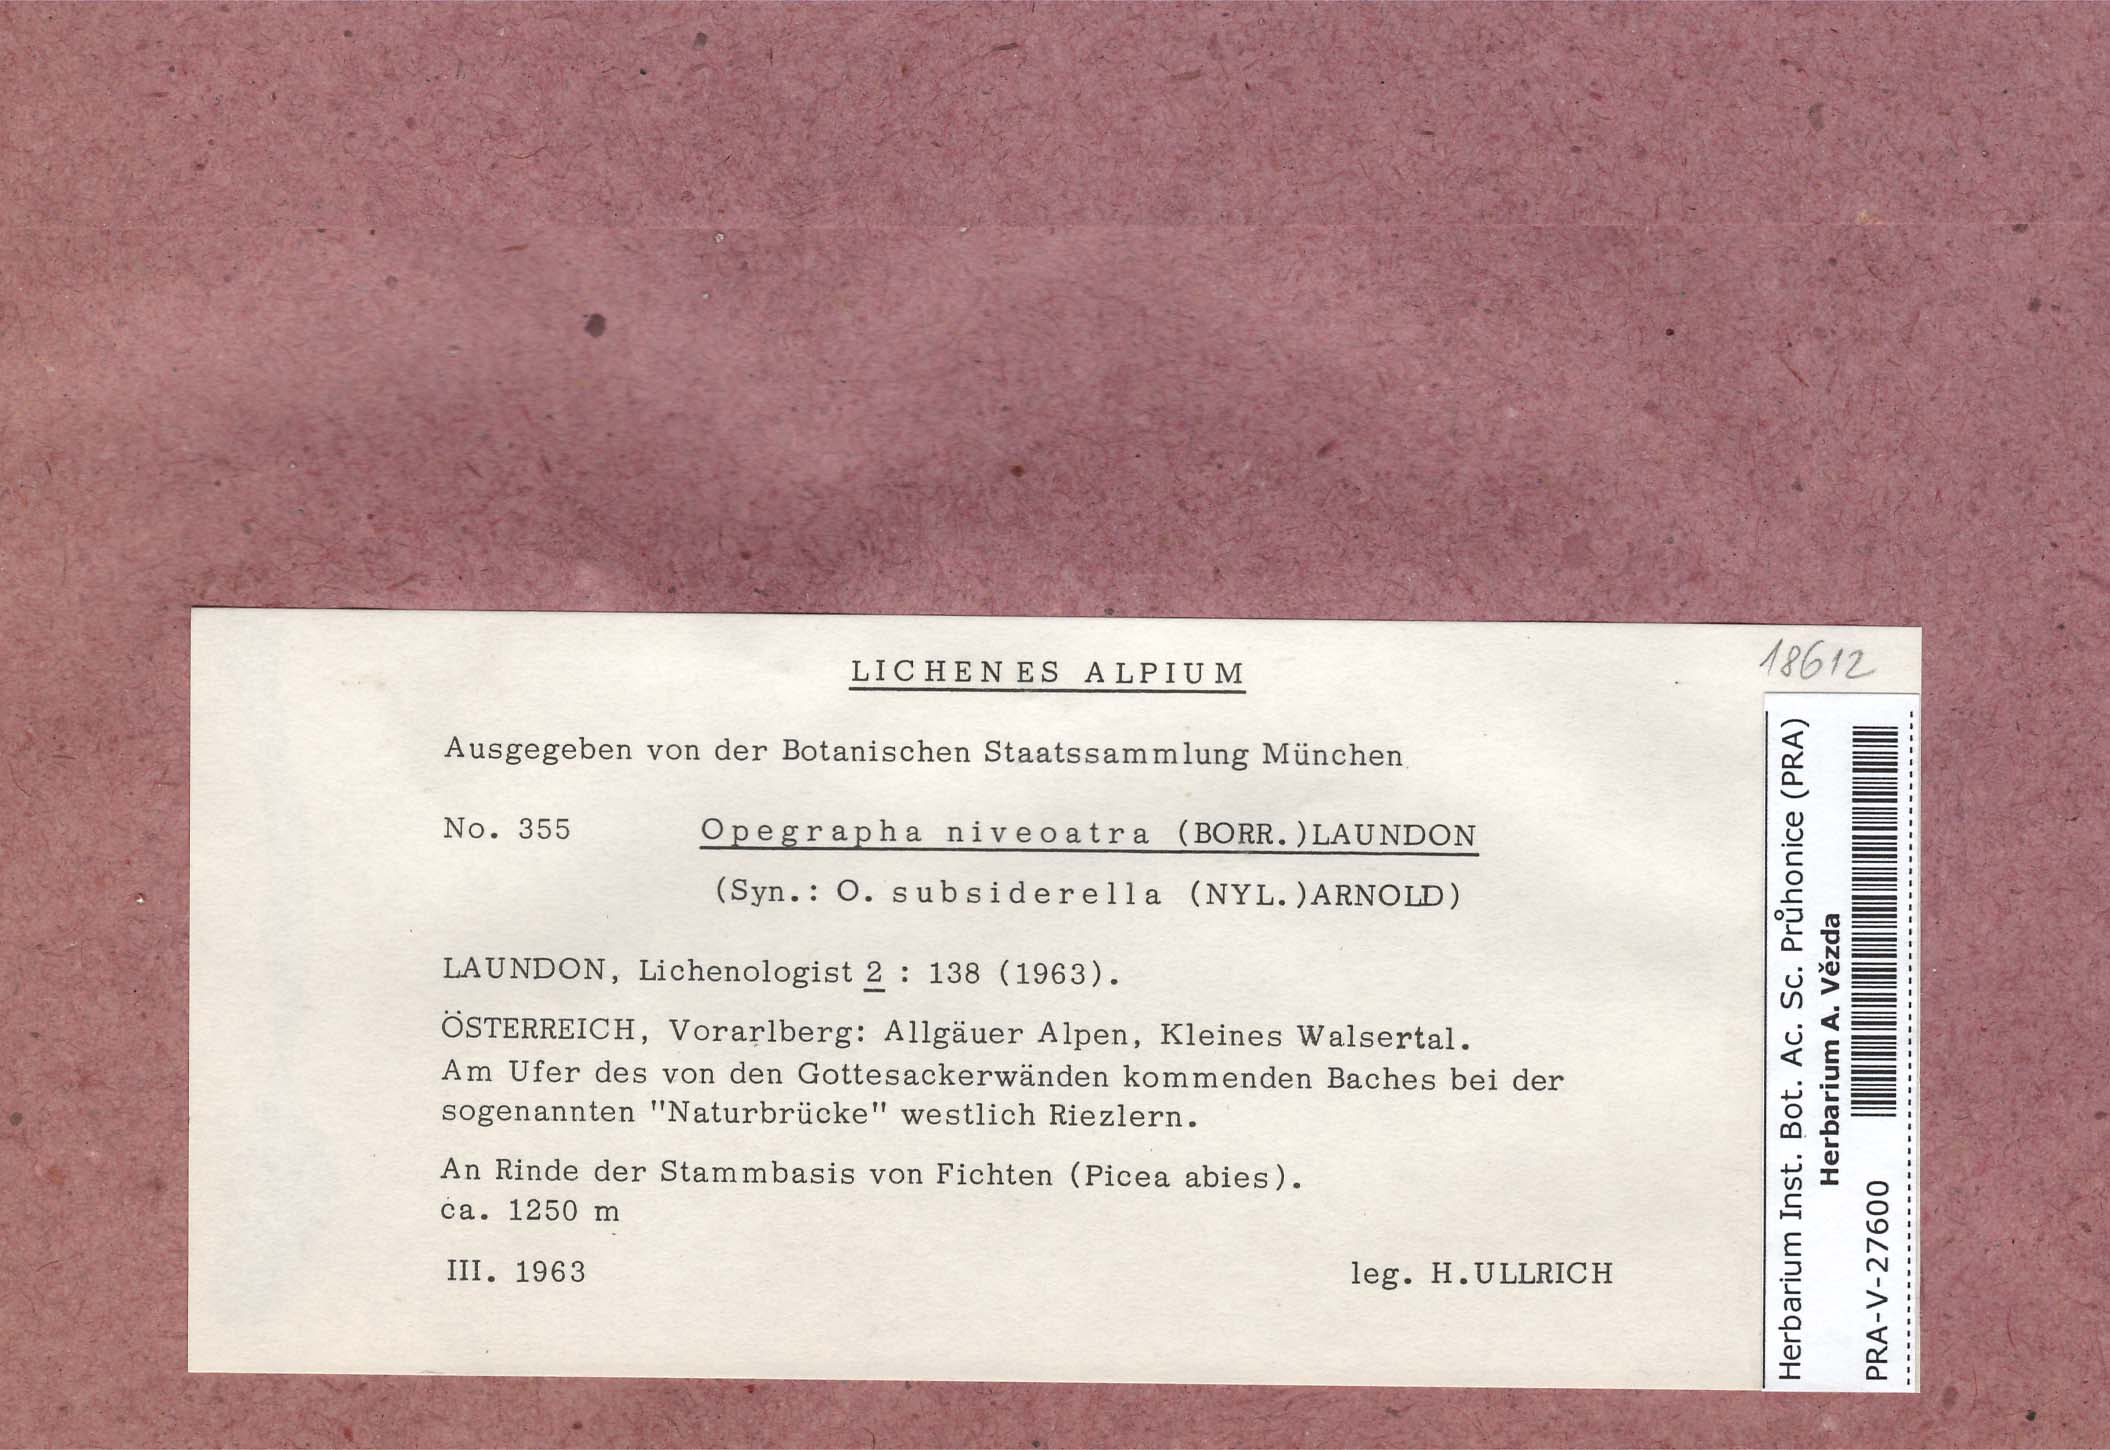 18612
LICHENES ALPIUM
Ausgegeben von der Botanischen Staatssammlung München
No. 355 Opegrapha niveoatra (BORR.)LAUNDON
(Syn.: O. subsiderella (NYL.)ARNOLD)
LAUNDON, Lichenologist 2 : 138 (1963).
ÖSTERREICH, Vorarlberg: Allgäuer Alpen, Kleines Walsertal.
Am Ufer des von den Gottesackerwänden kommenden Baches bei der
sogenannten "Naturbrücke" westlich Riezlern.
An Rinde der Stammbasis von Fichten (Picea abies).
ca. 1250 m
III. 1963 leg. H.ULLRICH
Herbarium Inst. Bot. Ac. Sc. Průhonice (PRA)
Herbarium A. Vězda
PRA-V-27600